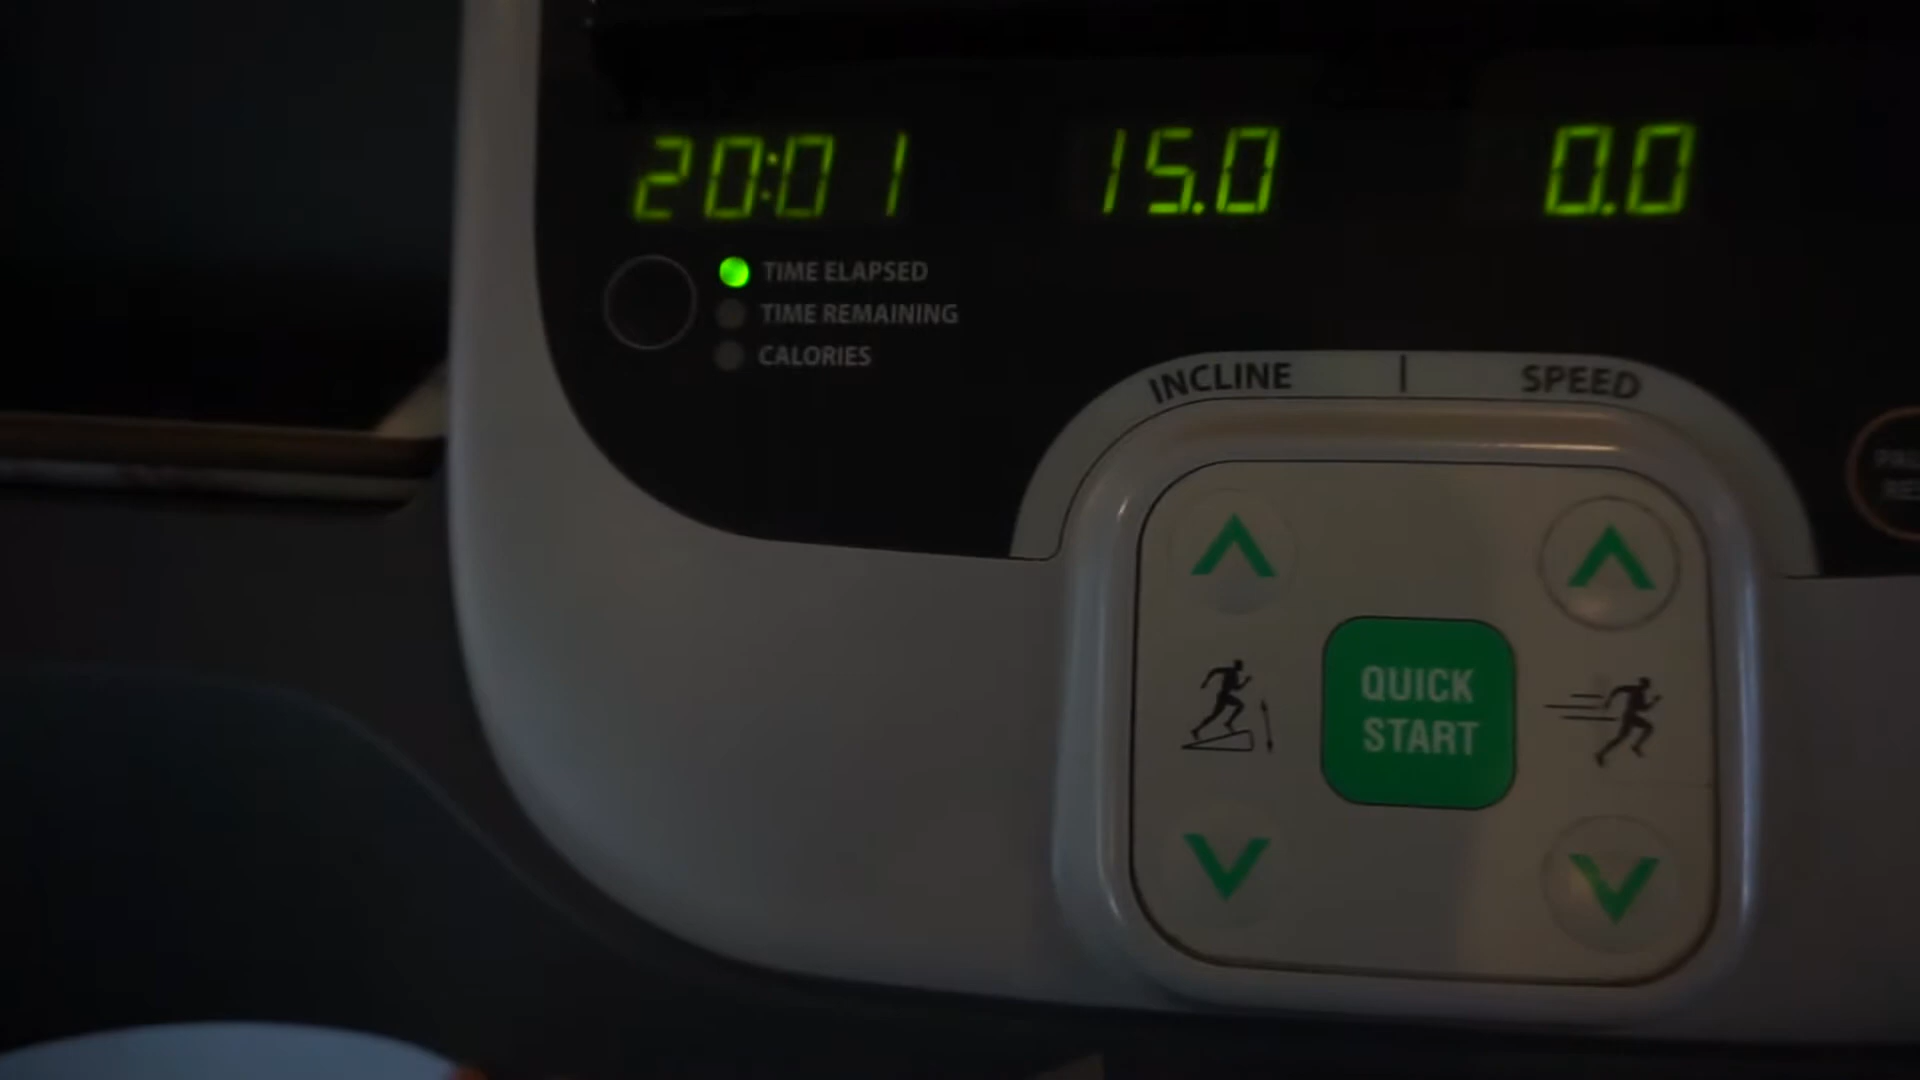 20:01 15.0 0.0
TIME ELAPSED
TIME REMAINING
CALORIES
INCLINE | SPEED
QUICK
START